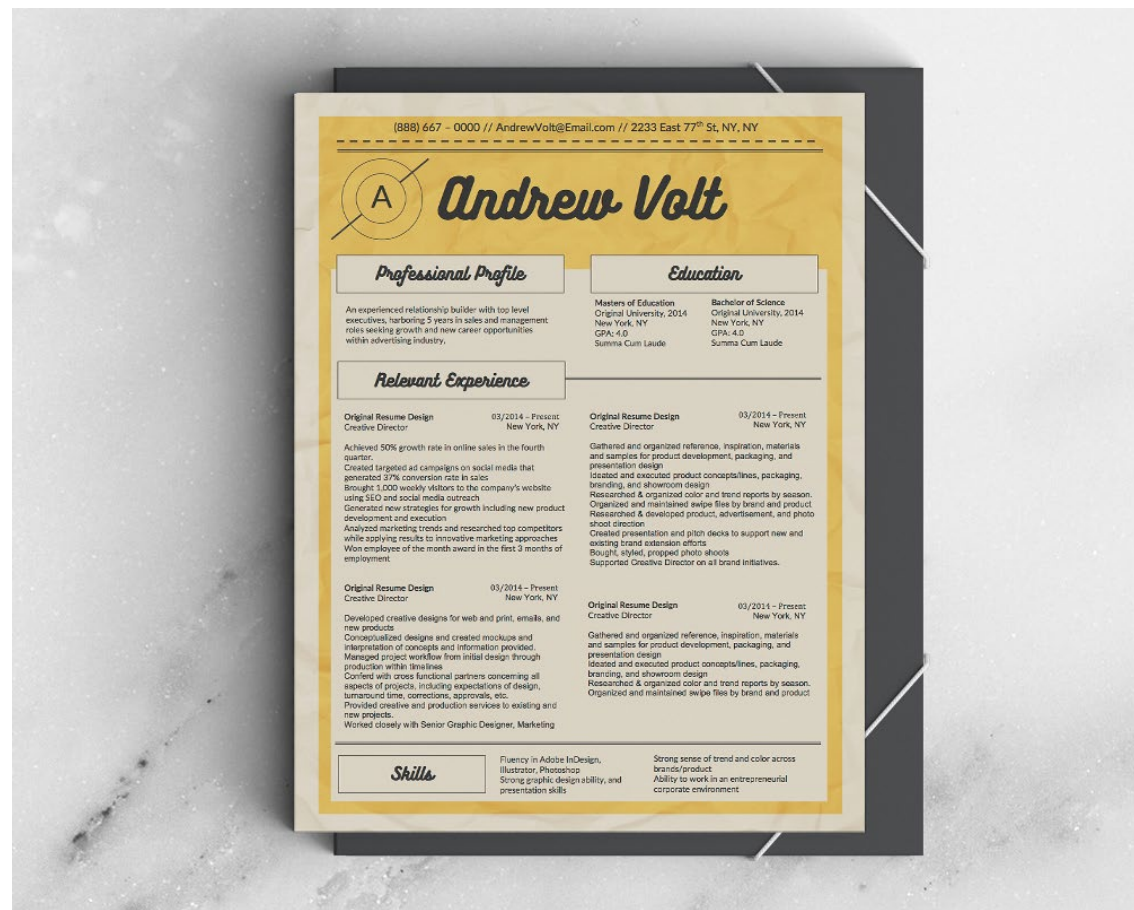 (888) 667 – 0000 // AndrewVolt@Email.com // 2233 East 77th St, NY, NY
A
Andrew Volt
Professional Profile
An experienced relationship builder with top level
executives, harboring 5 years in sales and management
roles seeking growth and new career opportunities
within advertising industry.
Education
Masters of Education
Original University, 2014
New York, NY
GPA: 4.0
Summa Cum Laude
Bachelor of Science
Original University, 2014
New York, NY
GPA: 4.0
Summa Cum Laude
Relevant Experience
Original Resume Design 03/2014 – Present
Creative Director New York, NY
Achieved 50% growth rate in online sales in the fourth
quarter.
Created targeted ad campaigns on social media that
generated 37% conversion rate in sales
Brought 1,000 weekly visitors to the company's website
using SEO and social media outreach
Generated new strategies for growth including new product
development and execution
Analyzed marketing trends and researched top competitors
while applying results to innovative marketing approaches
Won employee of the month award in the first 3 months of
employment
Original Resume Design 03/2014 – Present
Creative Director New York, NY
Developed creative designs for web and print, emails, and
new products
Conceptualized designs and created mockups and
interpretation of concepts and information provided.
Managed project workflow from initial design through
production within timelines
Conferd with cross functional partners concerning all
aspects of projects, including expectations of design,
turnaround time, corrections, approvals, etc.
Provided creative and production services to existing and
new projects.
Worked closely with Senior Graphic Designer, Marketing
Original Resume Design 03/2014 – Present
Creative Director New York, NY
Gathered and organized reference, inspiration, materials
and samples for product development, packaging, and
presentation design
Ideated and executed product concepts/lines, packaging,
branding, and showroom design
Researched & organized color and trend reports by season.
Organized and maintained swipe files by brand and product
Researched & developed product, advertisement, and photo
shoot direction
Created presentation and pitch decks to support new and
existing brand extension efforts
Bought, styled, propped photo shoots
Supported Creative Director on all brand initiatives.
Original Resume Design 03/2014 – Present
Creative Director New York, NY
Gathered and organized reference, inspiration, materials
and samples for product development, packaging, and
presentation design
Ideated and executed product concepts/lines, packaging,
branding, and showroom design
Researched & organized color and trend reports by season.
Organized and maintained swipe files by brand and product
Skills
Fluency in Adobe InDesign,
Illustrator, Photoshop
Strong graphic design ability, and
presentation skills
Strong sense of trend and color across
brands/product
Ability to work in an entrepreneurial
corporate environment